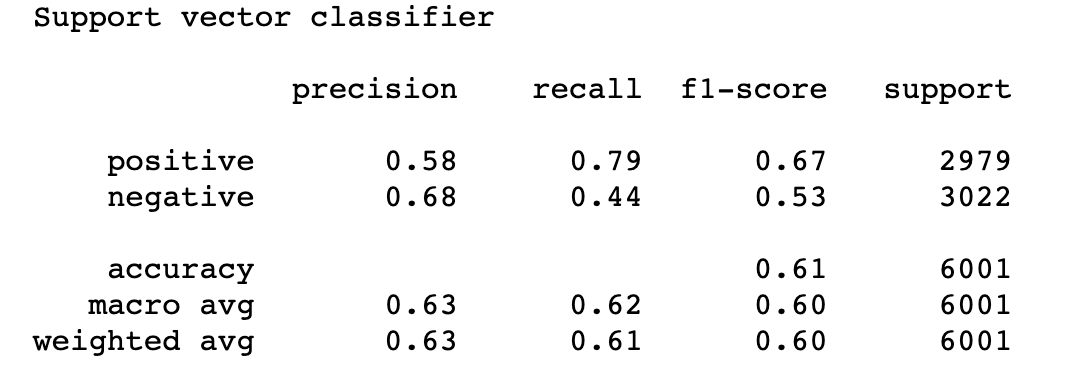 Support vector classifier
precision recall f1-score support
positive 0.58 0.79 0.67 2979
negative 0.68 0.44 0.53 3022
accuracy 0.61 6001
macro avg 0.63 0.62 0.60 6001
weighted avg 0.63 0.61 0.60 6001